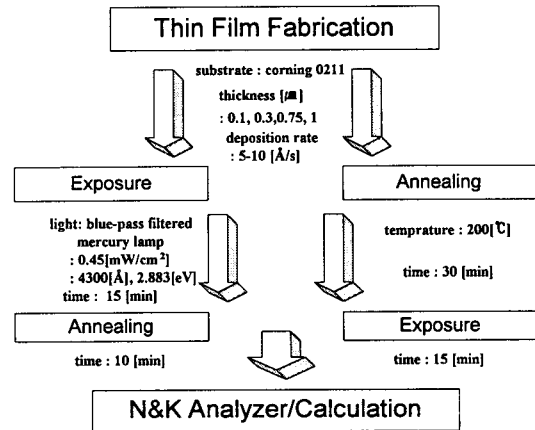 Thin Film Fabrication
substrate : corning 0211
thickness [㎛]
: 0.1, 0.3,0.75, 1
deposition rate
: 5-10 [Å/s]
Exposure
Annealing
light: blue-pass filtered
mercury lamp
: 0.45[mW/cm²]
: 4300[Å], 2.883[eV]
time : 15 [min]
temprature : 200[℃]
time : 30 [min]
Annealing
Exposure
time : 10 [min]
time : 15 [min]
N&K Analyzer/Calculation